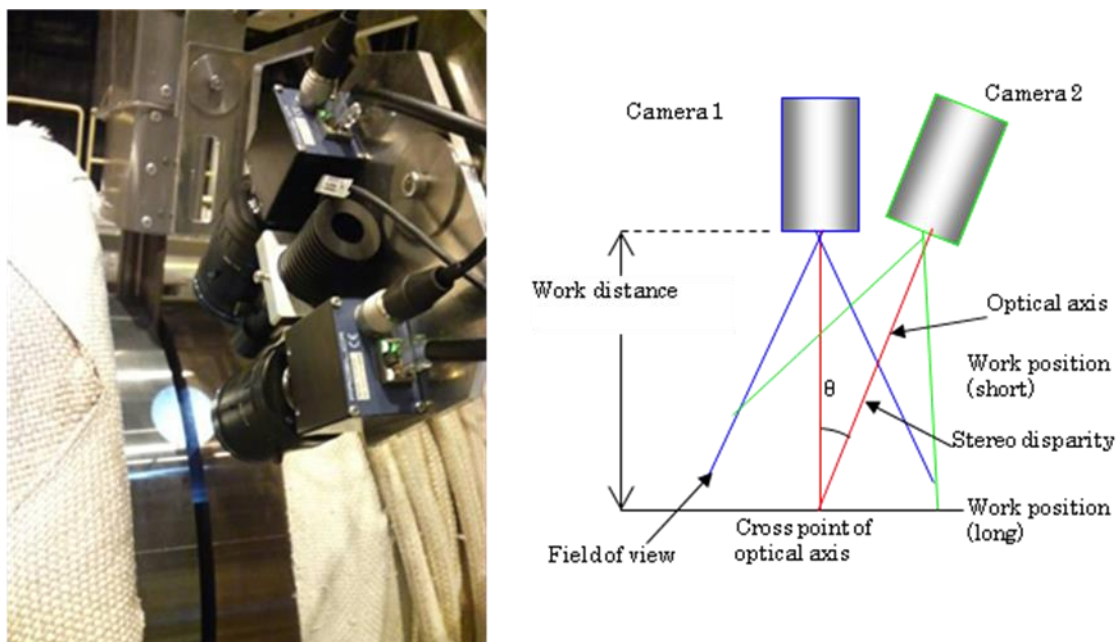 Camera 1
Camera 2
Work distance
Optical axis
Work position
(short)
θ
Stereo disparity
Work position
(long)
Cross point of
optical axis
Field of view